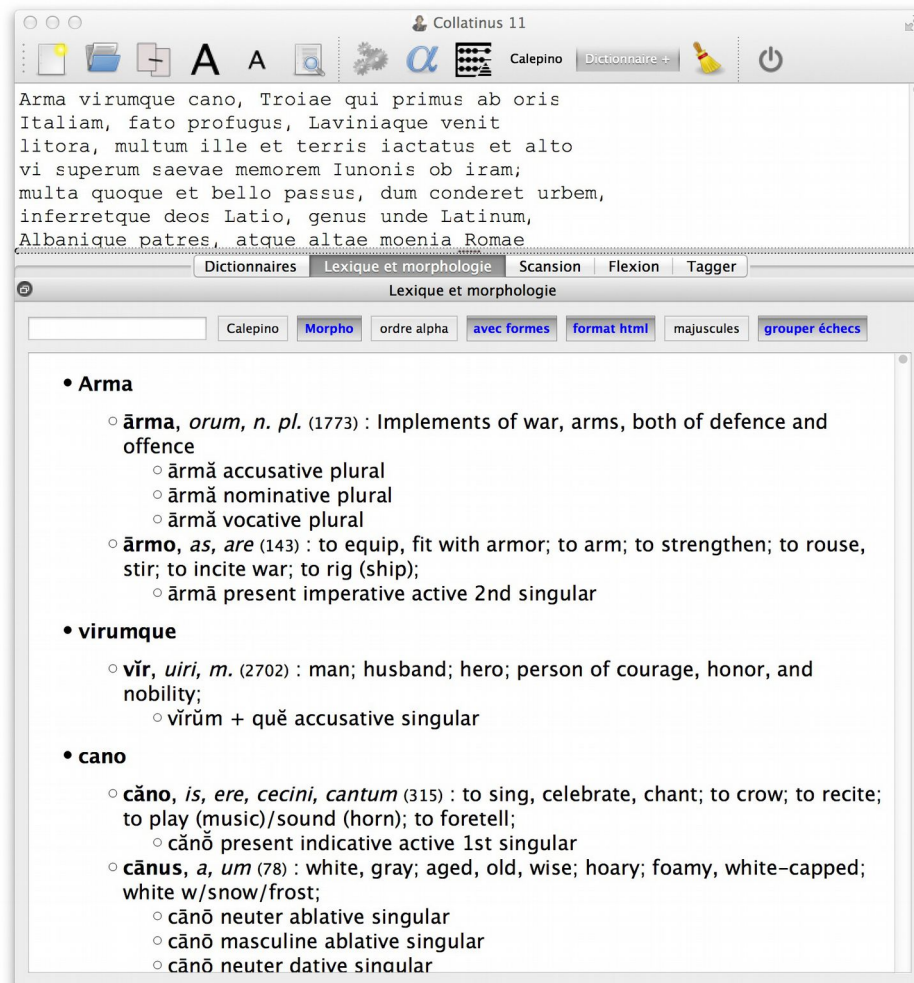 Collatinus 11
A A α Calepino Dictionnaire +
Arma virumque cano, Troiae qui primus ab oris
Italiam, fato profugus, Laviniaque venit
litora, multum ille et terris iactatus et alto
vi superum saevae memorem Iunonis ob iram;
multa quoque et bello passus, dum conderet urbem,
inferretque deos Latio, genus unde Latinum,
Albanique patres, atque altae moenia Romae
Dictionnaires Lexique et morphologie Scansion Flexion Tagger
Lexique et morphologie
Calepino Morpho ordre alpha avec formes format html majuscules grouper échecs
• Arma
○ ārma, orum, n. pl. (1773) : Implements of war, arms, both of defence and
offence
○ ārmă accusative plural
○ ārmă nominative plural
○ ārmă vocative plural
○ ārmo, as, are (143) : to equip, fit with armor; to arm; to strengthen; to rouse,
stir; to incite war; to rig (ship);
○ ārmā present imperative active 2nd singular
• virumque
○ vĭr, uiri, m. (2702) : man; husband; hero; person of courage, honor, and
nobility;
○ vĭrŭm + quĕ accusative singular
• cano
○ căno, is, ere, cecini, cantum (315) : to sing, celebrate, chant; to crow; to recite;
to play (music)/sound (horn); to foretell;
○ cănō̆ present indicative active 1st singular
○ cānus, a, um (78) : white, gray; aged, old, wise; hoary; foamy, white-capped;
white w/snow/frost;
○ cānō neuter ablative singular
○ cānō masculine ablative singular
○ cānō neuter dative singular